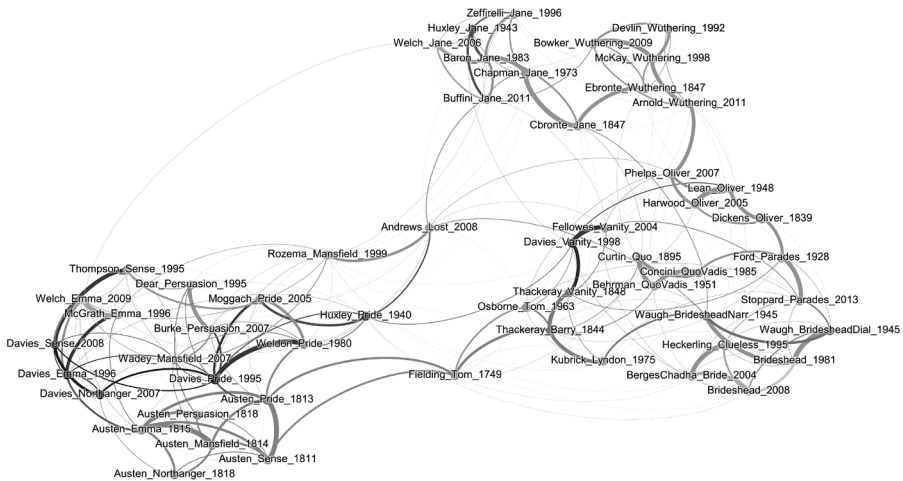 Zeffirelli_Jane_1996
Huxley_Jane_1943
Devlin_Wuthering_1992
Welch_Jane_2006
Bowker_Wuthering_2009
Baron_Jane_1983
McKay_Wuthering_1998
Chapman_Jane_1973
Ebronte_Wuthering_1847
Buffini_Jane_2011
Arnold_Wuthering_2011
Cbronte_Jane_1847
Phelps_Oliver_2007
Lean_Oliver_1948
Harwood_Oliver_2005
Dickens_Oliver_1839
Andrews_Lost_2008
Fellowes_Vanity_2004
Davies_Vanity_1998
Rozema_Mansfield_1999
Curtin_Quo_1895
Ford_Parades_1928
Thompson_Sense_1995
Concini_QuoVadis_1985
Dear_Persuasion_1995
Behrman_QuoVadis_1951
Thackeray_Vanity_1848
Welch_Emma_2009
Moggach_Pride_2005
Stoppard_Parades_2013
Osborne_Tom_1963
McGrath_Emma_1996
Huxley_Pride_1940
Waugh_BridesheadNarr_1945
Burke_Persuasion_2007
Thackeray_Barry_1844
Waugh_BridesheadDial_1945
Davies_Sense_2008
Weldon_Pride_1980
Heckerling_Clueless_1995
Wadey_Mansfield_2007
Kubrick_Lyndon_1975
Brideshead_1981
Davies_Emma_1996
Davies_Pride_1995
Fielding_Tom_1749
BergesChadha_Bride_2004
Davies_Northanger_2007
Brideshead_2008
Austen_Pride_1813
Austen_Persuasion_1818
Austen_Emma_1815
Austen_Mansfield_1814
Austen_Sense_1811
Austen_Northanger_1818